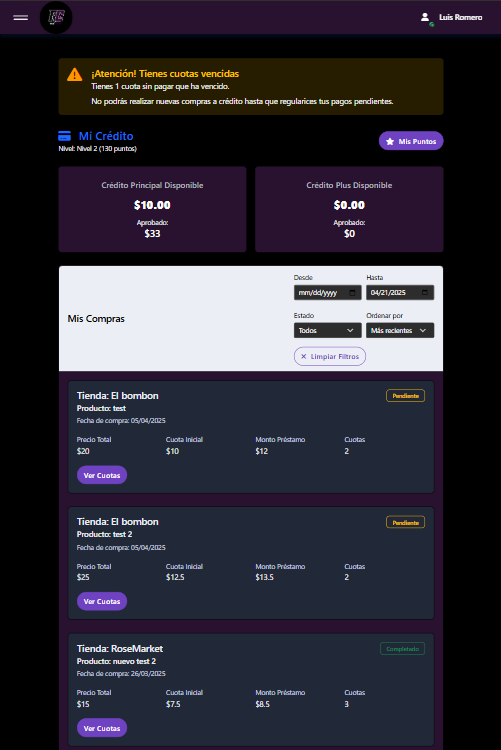 Luis Romero
¡Atención! Tienes cuotas vencidas
Tienes 1 cuota sin pagar que ha vencido.
No podrás realizar nuevas compras a crédito hasta que regularices tus pagos pendientes.
Mi Crédito
Nivel: Nivel 2 (130 puntos)
Mis Puntos
Crédito Principal Disponible
$10.00
Aprobado:
$33
Crédito Plus Disponible
$0.00
Aprobado:
$0
Mis Compras
Desde
Hasta
mm/dd/yyyy
04/21/2025
Estado
Ordenar por
Todos
Más recientes
Limpiar Filtros
Tienda: El bombon
Pendiente
Producto: test
Fecha de compra: 05/04/2025
Precio Total
Cuota Inicial
Monto Préstamo
Cuotas
$20
$10
$12
2
Ver Cuotas
Tienda: El bombon
Pendiente
Producto: test 2
Fecha de compra: 05/04/2025
Precio Total
Cuota Inicial
Monto Préstamo
Cuotas
$25
$12.5
$13.5
2
Ver Cuotas
Tienda: RoseMarket
Completado
Producto: nuevo test 2
Fecha de compra: 26/03/2025
Precio Total
Cuota Inicial
Monto Préstamo
Cuotas
$15
$7.5
$8.5
3
Ver Cuotas